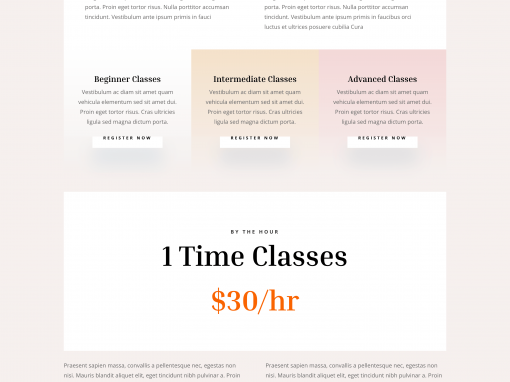 porta. Proin eget tortor risus. Nulla porttitor accumsan
tincidunt. Vestibulum ante ipsum primis in fauci
porta. Proin eget tortor risus. Nulla porttitor accumsan
tincidunt. Vestibulum ante ipsum primis in faucibus orci
luctus et ultrices posuere cubilia Cura
Beginner Classes
Vestibulum ac diam sit amet quam
vehicula elementum sed sit amet dui.
Proin eget tortor risus. Cras ultricies
ligula sed magna dictum porta.
REGISTER NOW
Intermediate Classes
Vestibulum ac diam sit amet quam
vehicula elementum sed sit amet dui.
Proin eget tortor risus. Cras ultricies
ligula sed magna dictum porta.
REGISTER NOW
Advanced Classes
Vestibulum ac diam sit amet quam
vehicula elementum sed sit amet dui.
Proin eget tortor risus. Cras ultricies
ligula sed magna dictum porta.
REGISTER NOW
BY THE HOUR
1 Time Classes
$30/hr
Praesent sapien massa, convallis a pellentesque nec, egestas non
nisi. Mauris blandit aliquet elit, eget tincidunt nibh pulvinar a. Proin
Praesent sapien massa, convallis a pellentesque nec, egestas non
nisi. Mauris blandit aliquet elit, eget tincidunt nibh pulvinar a. Proin